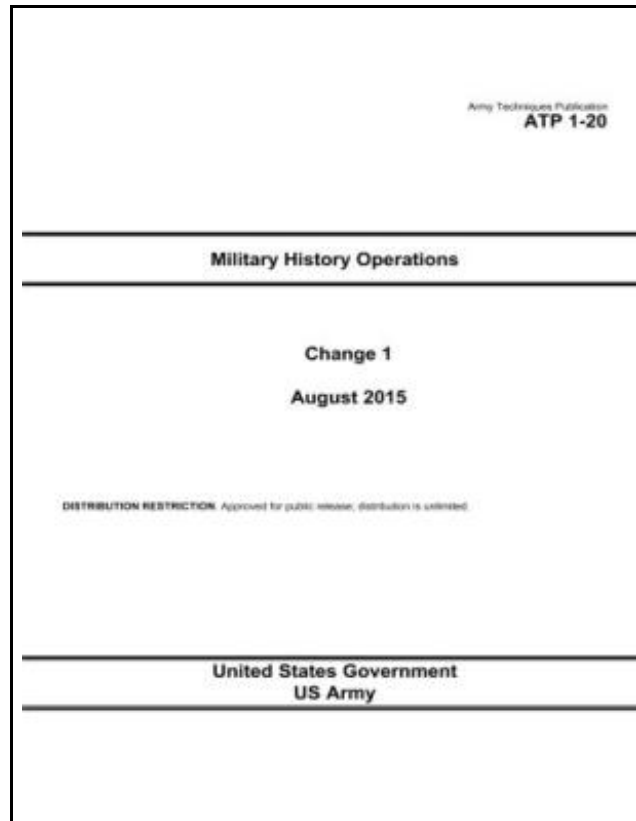 Army Techniques Publication
ATP 1-20
Military History Operations
Change 1
August 2015
DISTRIBUTION RESTRICTION. Approved for public release; distribution is unlimited.
United States Government
US Army